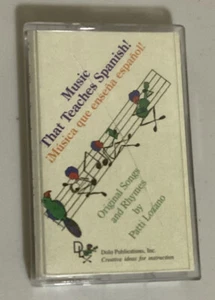 Music
That Teaches Spanish!
¡Música que enseña español!
Original Songs
and Rhymes
by
Patti Lozano
Dolo Publications, Inc.
Creative ideas for instruction